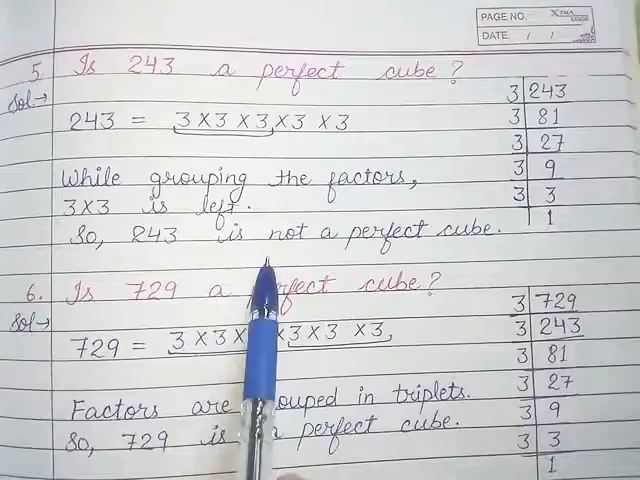 PAGE NO.
DATE / /
5. Is 243 a perfect cube?
Sol→
243 = 3 X 3 X 3 X 3 X 3
While grouping the factors,
3X3 is left.
So, 243 is not a perfect cube.
3 243
3 81
3 27
3 9
3 3
1
6. Is 729 a perfect cube?
Sol→
729 = 3 X 3 X X 3 X 3 X 3
Factors are grouped in triplets.
So, 729 is a perfect cube.
3 729
3 243
3 81
3 27
3 9
3 3
1